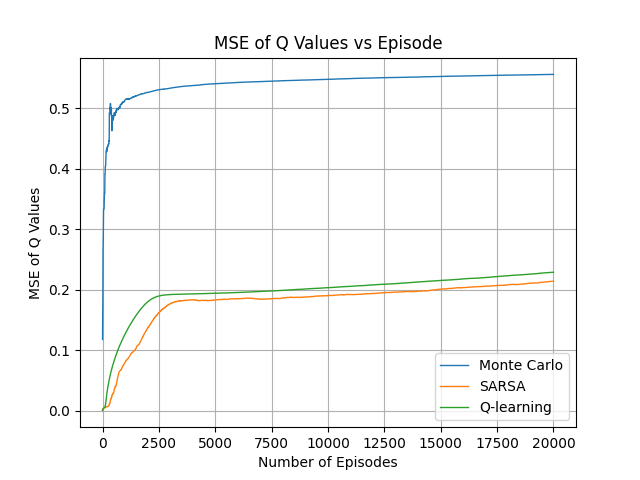 MSE of Q Values vs Episode
MSE of Q Values
0.5
0.4
0.3
0.2
0.1
0.0
0
2500
5000
7500
10000
12500
15000
17500
20000
Number of Episodes
Monte Carlo
SARSA
Q-learning